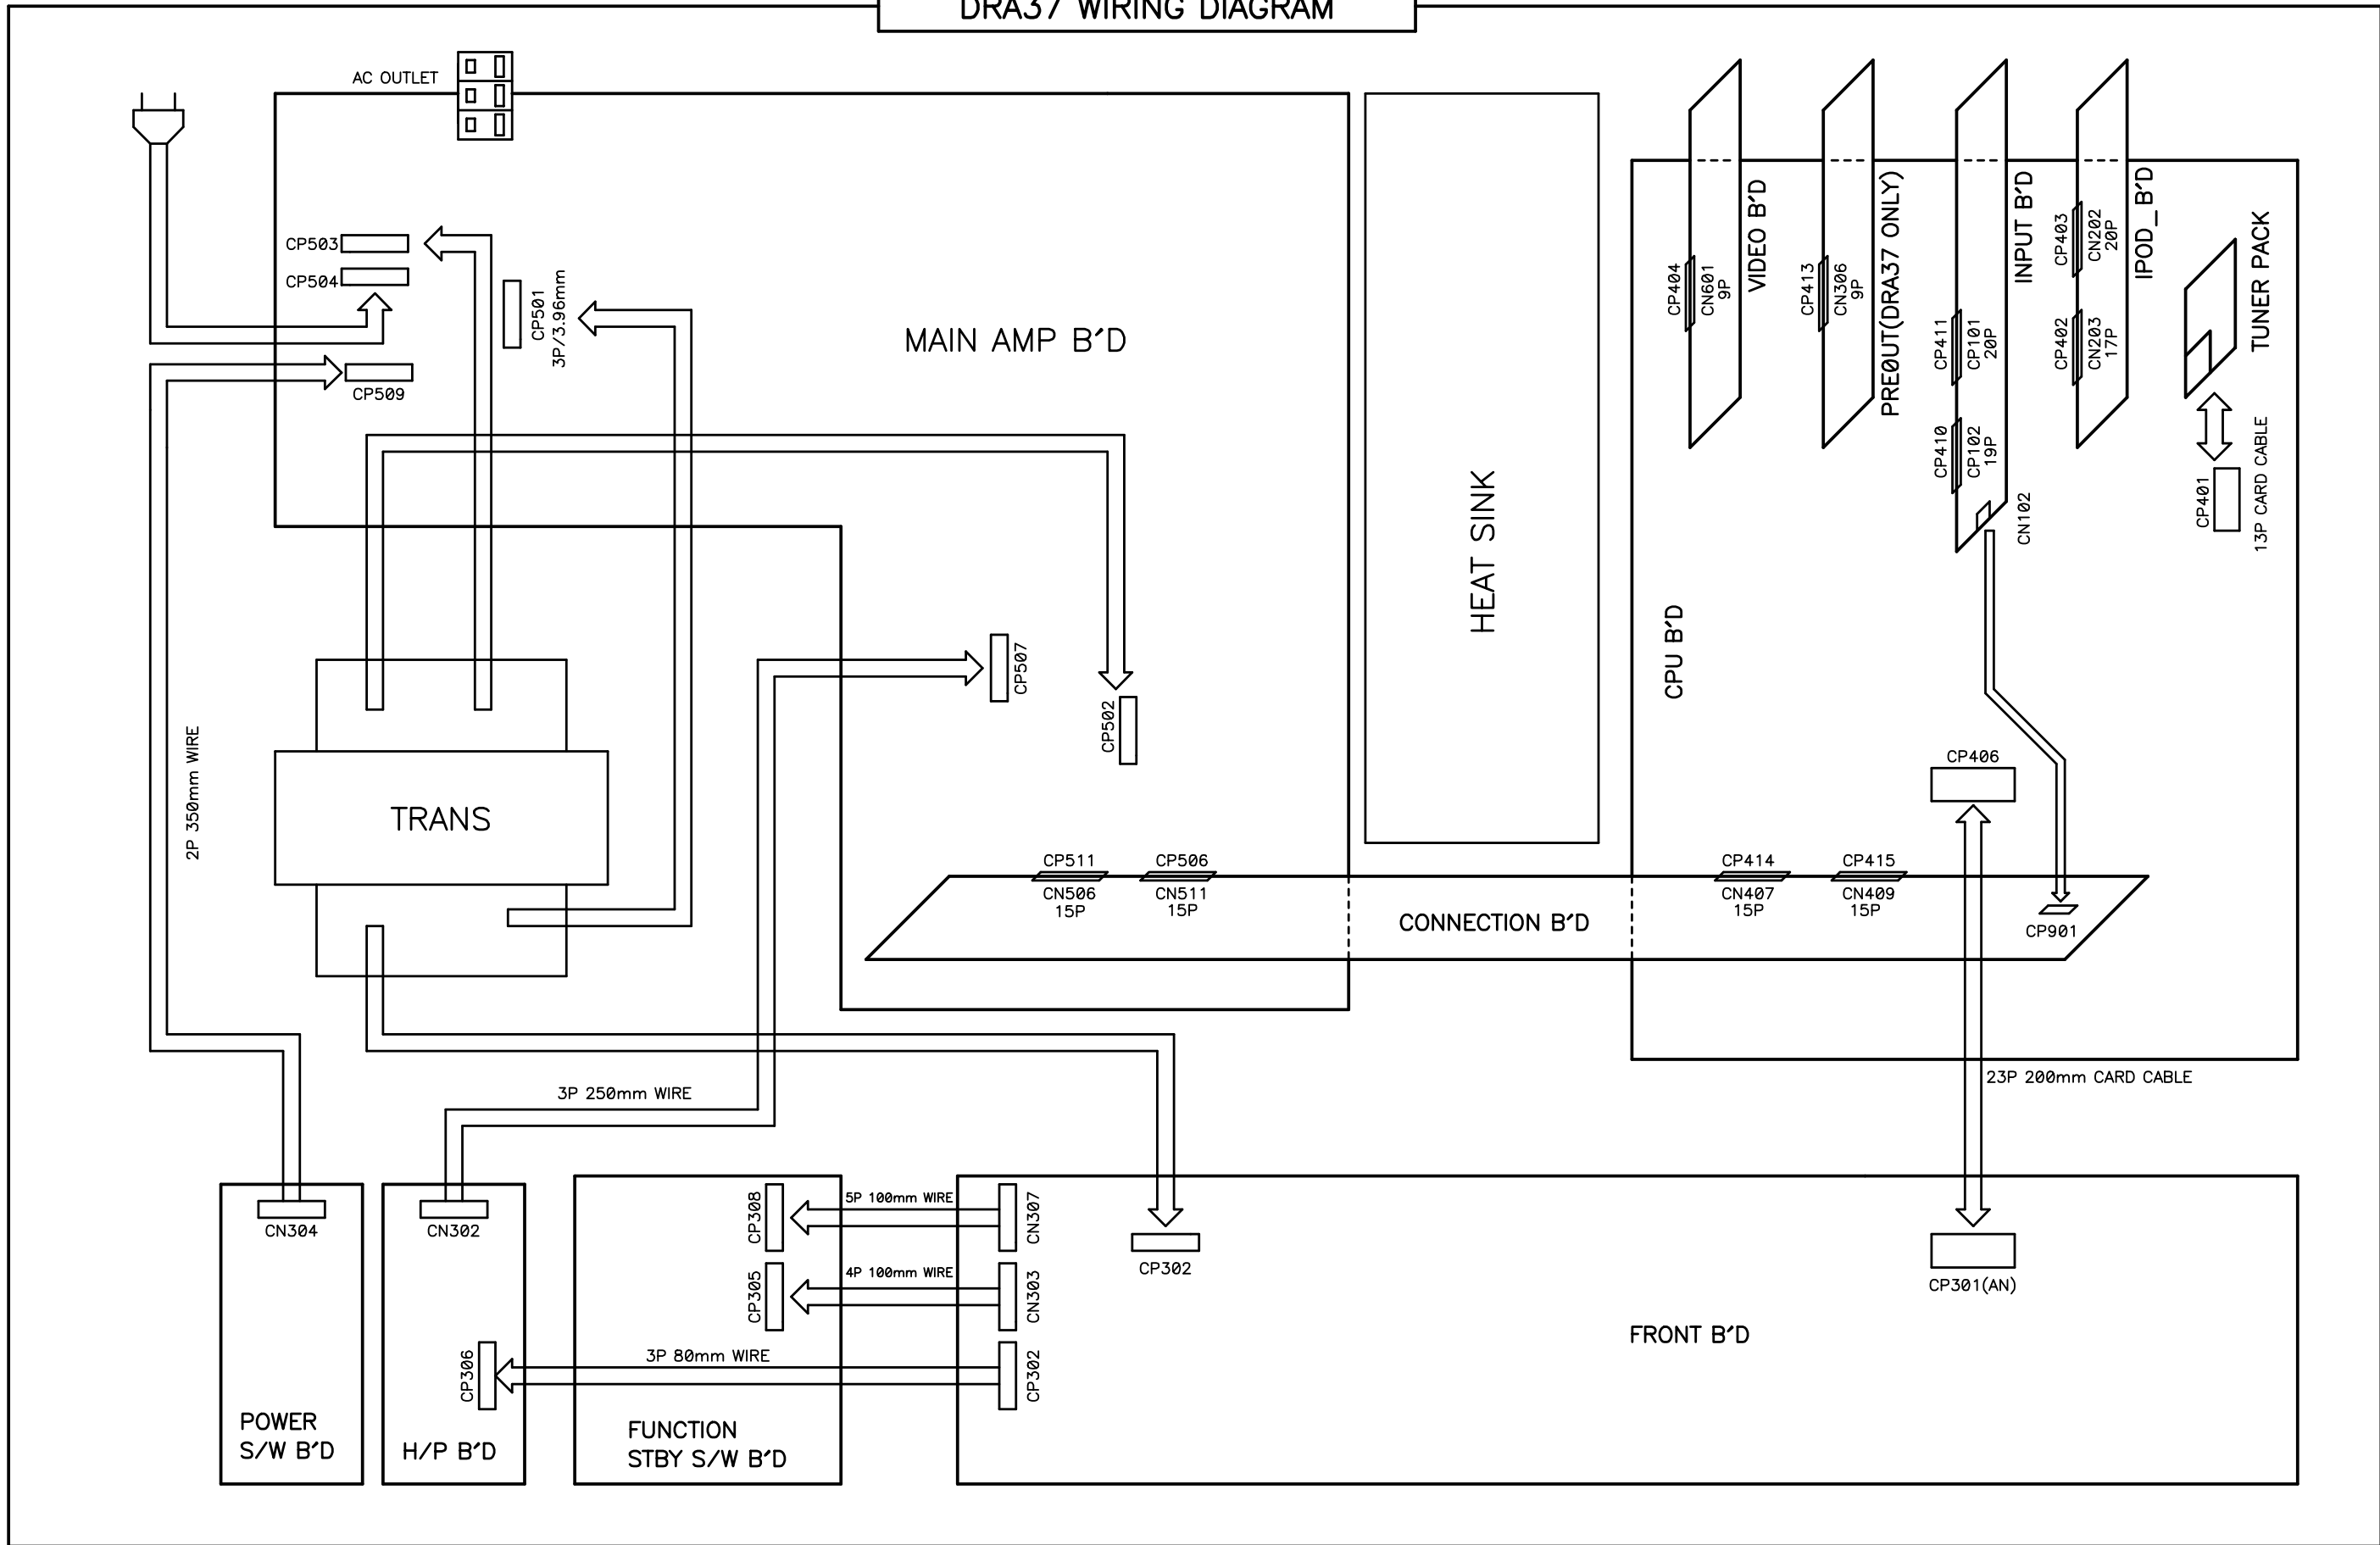 DRA37 WIRING DIAGRAM
AC OUTLET
CP503
CP504
CP501
3P/3.96mm
CP509
MAIN AMP B'D
HEAT SINK
CP404
CN601
9P
VIDEO B'D
CP413
CN306
9P
PREØUT(DRA37 ONLY)
CP411
CP101
20P
CP410
CP102
19P
INPUT B'D
CN102
CP403
CN202
20P
CP402
CN203
17P
IPOD_B'D
TUNER PACK
CP401
13P CARD CABLE
CPU B'D
CP507
CP502
2P 350mm WIRE
TRANS
CP406
CP511
CN506
15P
CP506
CN511
15P
CONNECTION B'D
CP414
CN407
15P
CP415
CN409
15P
CP901
23P 200mm CARD CABLE
3P 250mm WIRE
CN304
CN302
CP308
5P 100mm WIRE
CN307
CP305
4P 100mm WIRE
CN303
CP306
3P 80mm WIRE
CP302
CP302
CP301(AN)
FRONT B'D
POWER
S/W B'D
H/P B'D
FUNCTION
STBY S/W B'D